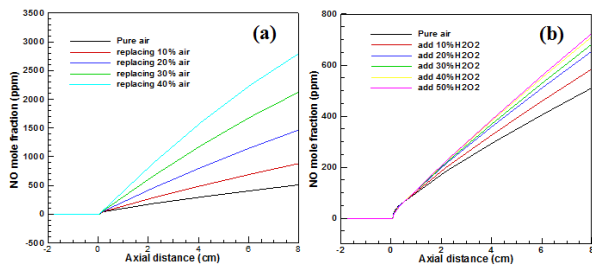 (a)
Pure air
replacing 10% air
replacing 20% air
replacing 30% air
replacing 40% air
NO mole fraction (ppm)
3500
3000
2500
2000
1500
1000
500
0
-500
-2
0
2
4
6
8
Axial distance (cm)
(b)
Pure air
add 10%H2O2
add 20%H2O2
add 30%H2O2
add 40%H2O2
add 50%H2O2
NO mole fraction (ppm)
800
600
400
200
0
-2
0
2
4
6
8
Axial distance (cm)